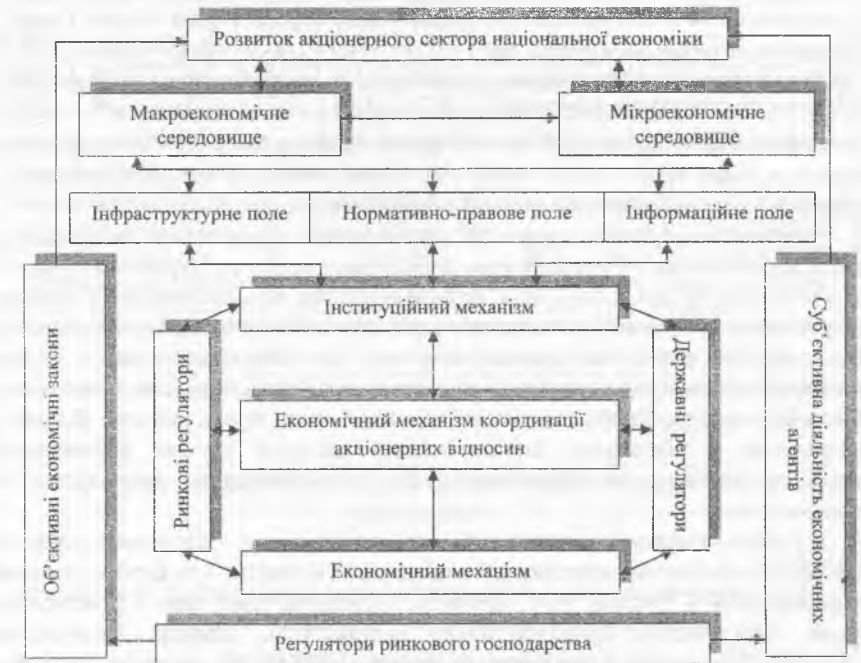 Розвиток акціонерного сектора національної економіки
Макроекономічне
середовище
Мікроекономічне
середовище
Інфраструктурне поле
Нормативно-правове поле
Інформаційне поле
Інституційний механізм
Об'єктивні економічні закони
Ринкові регулятори
Економічний механізм координації
акціонерних відносин
Державні регулятори
Суб'єктивна діяльність економічних
агентів
Економічний механізм
Регулятори ринкового господарства